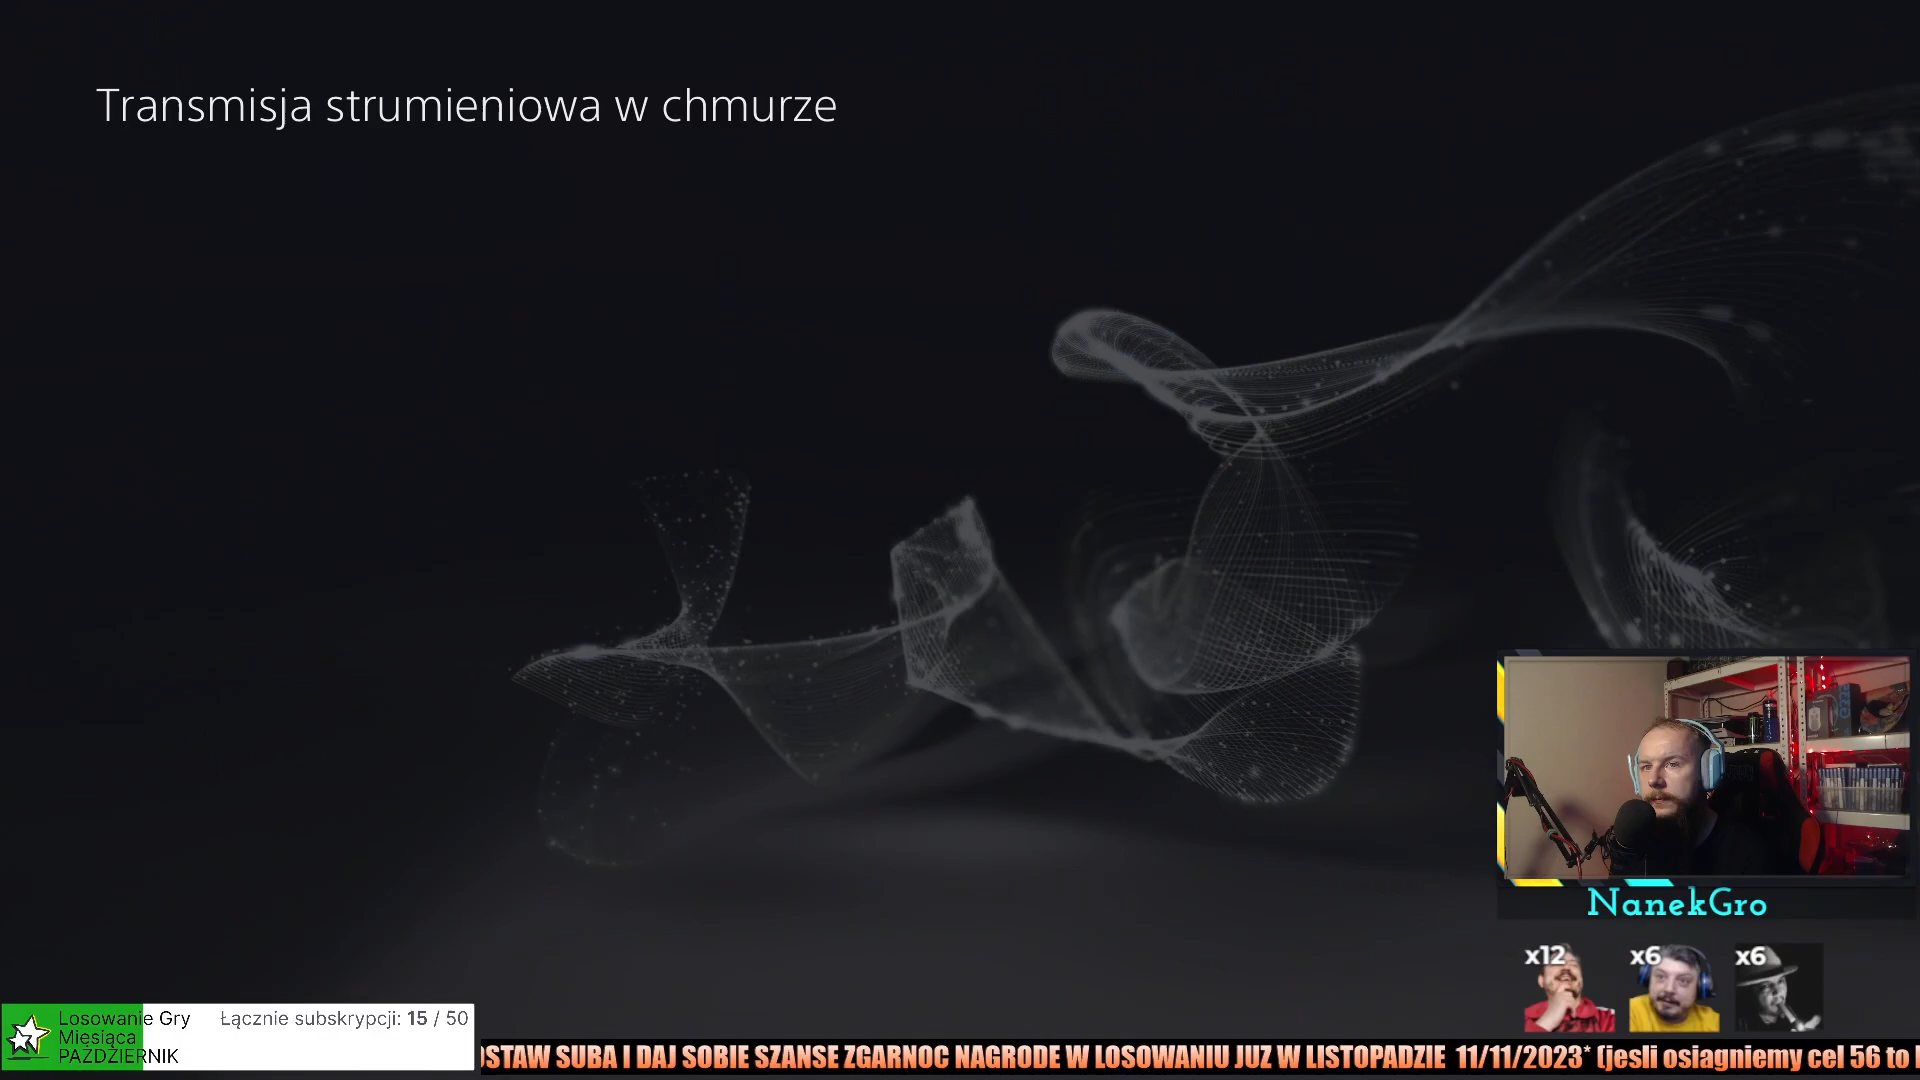 Transmisja strumieniowa w chmurze
NanekGro
x12 x6 x6
Losowanie Gry
Miesiąca
PAŹDZIERNIK
Łącznie subskrypcji: 15 / 50
OSTAW SUBA I DAJ SOBIE SZANSE ZGARNOC NAGRODE W LOSOWANIU JUZ W LISTOPADZIE 11/11/2023* (jesli osiagniemy cel 56 to